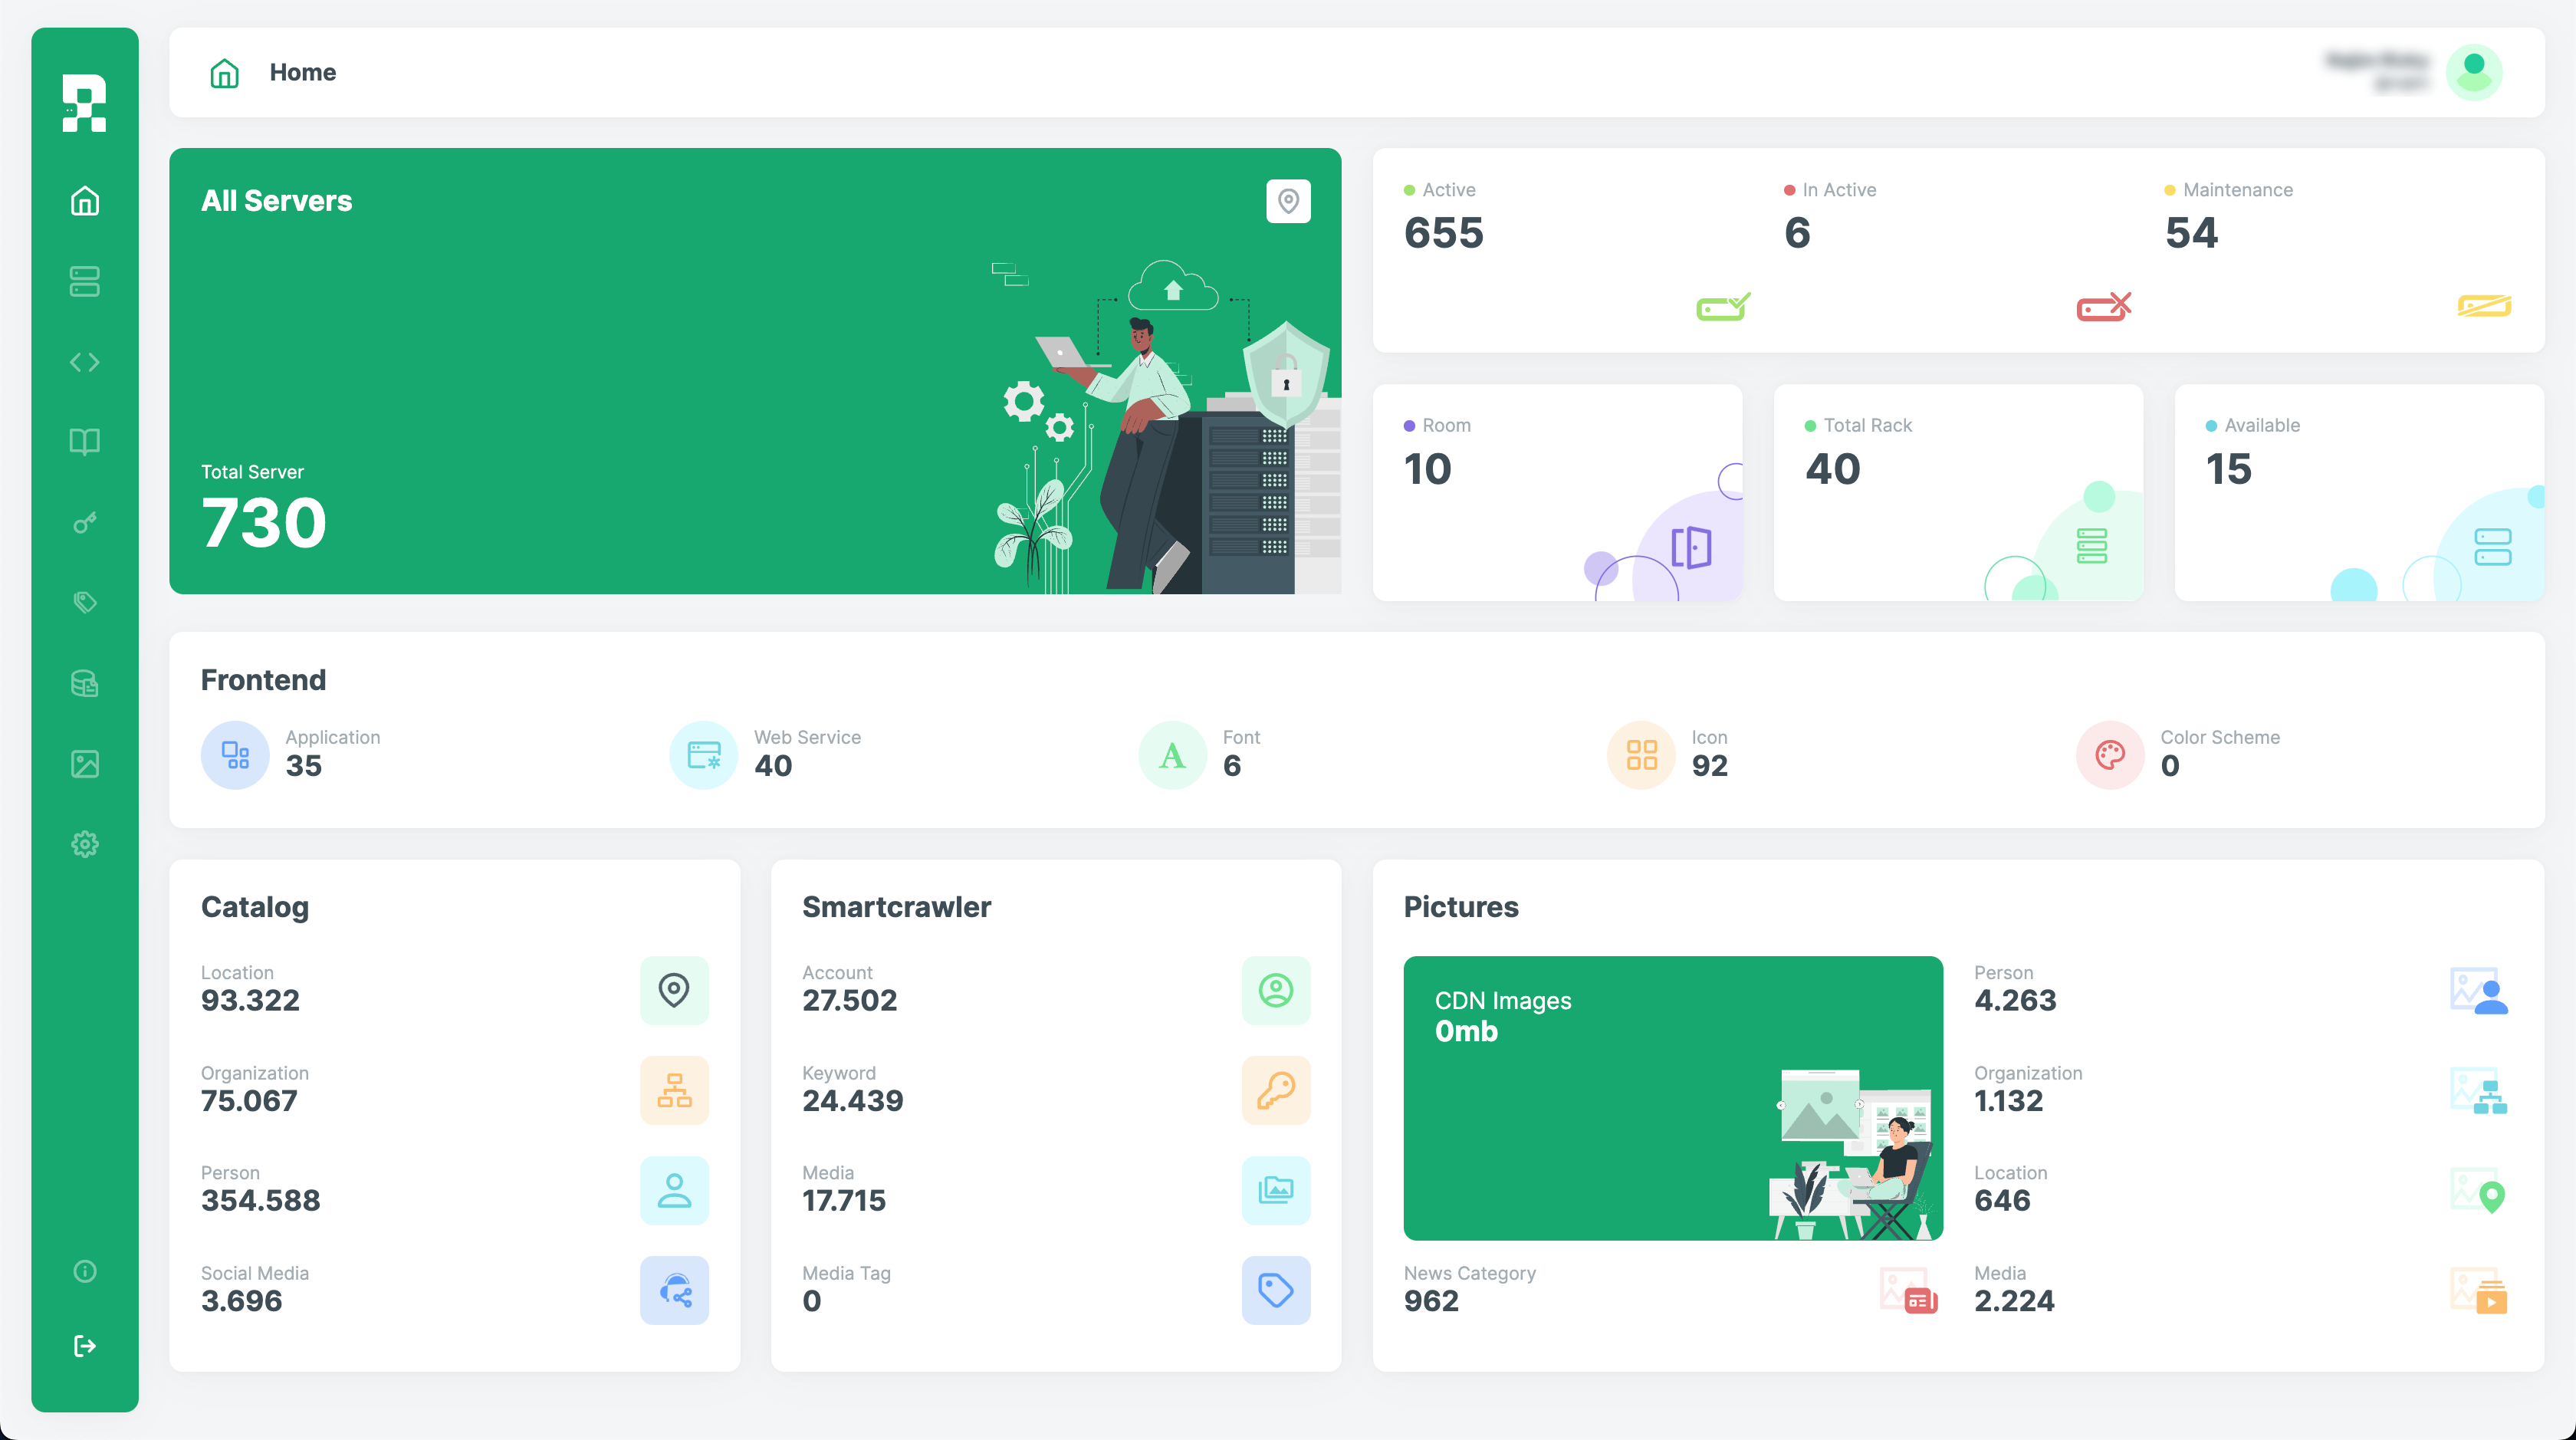 Home
All Servers
Total Server
730
Active
655
In Active
6
Maintenance
54
Room
10
Total Rack
40
Available
15
Frontend
Application
35
Web Service
40
Font
6
Icon
92
Color Scheme
0
Catalog
Location
93.322
Organization
75.067
Person
354.588
Social Media
3.696
Smartcrawler
Account
27.502
Keyword
24.439
Media
17.715
Media Tag
0
Pictures
CDN Images
0mb
News Category
962
Person
4.263
Organization
1.132
Location
646
Media
2.224